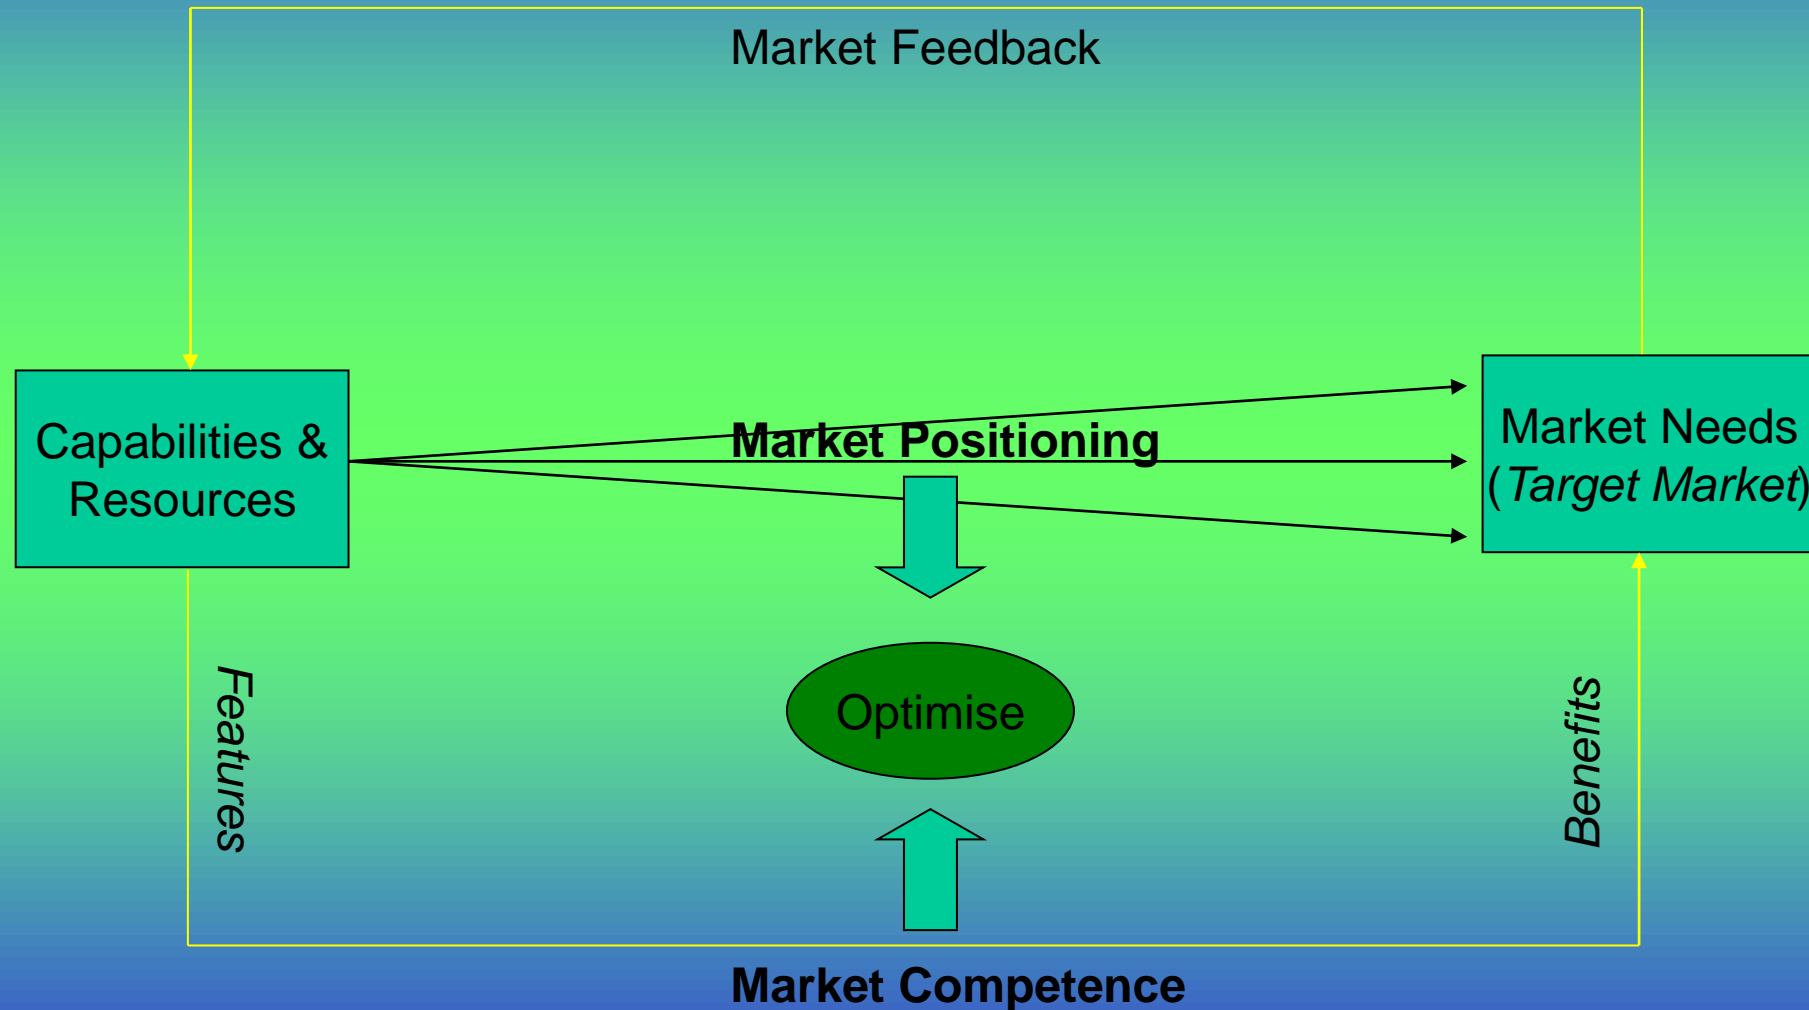 Market Feedback
Capabilities &
Resources
Market Positioning
Market Needs
(Target Market)
Features
Optimise
Benefits
Market Competence